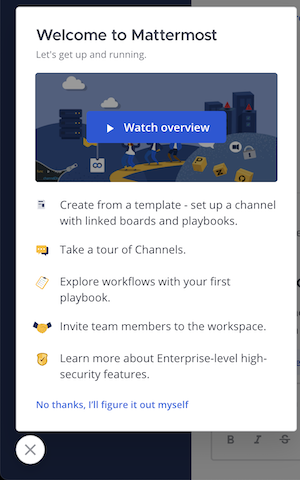 Welcome to Mattermost
Let's get up and running.
Watch overview
Create from a template - set up a channel
with linked boards and playbooks.
Take a tour of Channels.
Explore workflows with your first
playbook.
Invite team members to the workspace.
Learn more about Enterprise-level high-
security features.
No thanks, I'll figure it out myself
B I S